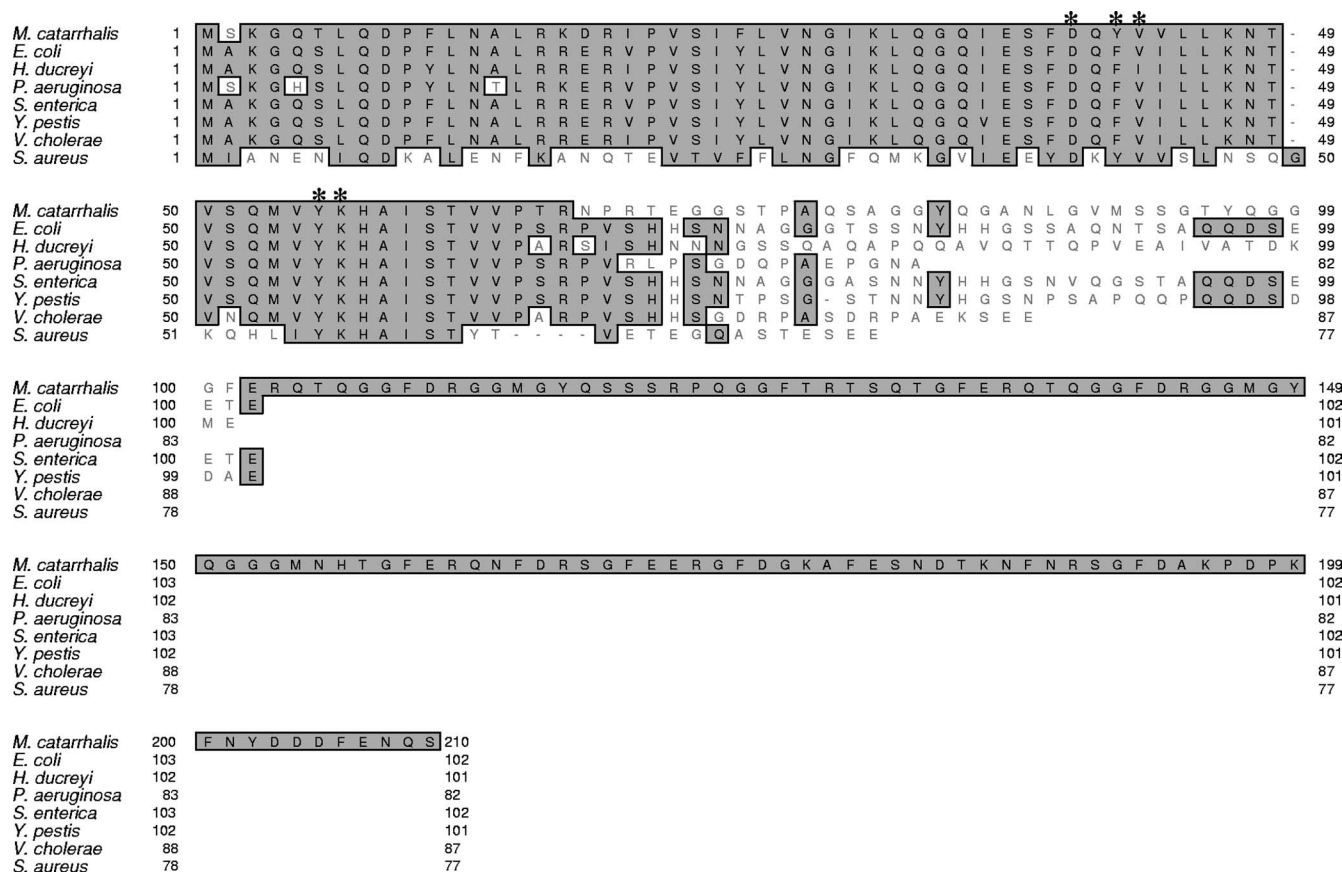 * * *
M. catarrhalis 1 M S K G Q T L Q D P F L N A L R K D R I P V S I F L V N G I K L Q G Q I E S F D Q Y V V L L K N T - 49
E. coli 1 M A K G Q S L Q D P F L N A L R R E R V P V S I Y L V N G I K L Q G Q I E S F D Q F V I L L K N T - 49
H. ducreyi 1 M A K G Q S L Q D P Y L N A L R R E R I P V S I Y L V N G I K L Q G Q I E S F D Q F I I L L K N T - 49
P. aeruginosa 1 M S K G H S L Q D P Y L N T L R K E R V P V S I Y L V N G I K L Q G Q I E S F D Q F V I L L K N T - 49
S. enterica 1 M A K G Q S L Q D P F L N A L R R E R V P V S I Y L V N G I K L Q G Q I E S F D Q F V I L L K N T - 49
Y. pestis 1 M A K G Q S L Q D P F L N A L R R E R V P V S I Y L V N G I K L Q G Q V E S F D Q F V I L L K N T - 49
V. cholerae 1 M A K G Q S L Q D P F L N A L R R E R I P V S I Y L V N G I K L Q G Q I E S F D Q F V I L L K N T - 49
S. aureus 1 M I A N E N I Q D K A L E N F K A N Q T E V T V F F L N G F Q M K G V I E E Y D K Y V V S L N S Q G 50
* *
M. catarrhalis 50 V S Q M V Y K H A I S T V V P T R N P R T E G G S T P A Q S A G G Y Q G A N L G V M S S G T Y Q G G 99
E. coli 50 V S Q M V Y K H A I S T V V P S R P V S H H S N N A G G G T S S N Y H H G S S A Q N T S A Q Q D S E 99
H. ducreyi 50 V S Q M V Y K H A I S T V V P A R S I S H N N N G S S Q A Q A P Q Q A V Q T T Q P V E A I V A T D K 99
P. aeruginosa 50 V S Q M V Y K H A I S T V V P S R P V R L P S G D Q P A E P G N A 82
S. enterica 50 V S Q M V Y K H A I S T V V P S R P V S H H S N N A G G G A S N N Y H H G S N V Q G S T A Q Q D S E 99
Y. pestis 50 V S Q M V Y K H A I S T V V P S R P V S H H S N T P S G - S T N N Y H G S N P S A P Q Q P Q Q D S D 98
V. cholerae 50 V N Q M V Y K H A I S T V V P A R P V S H H S G D R P A S D R P A E K S E E 87
S. aureus 51 K Q H L I Y K H A I S T Y T - - - - V E T E G Q A S T E S E E 77
M. catarrhalis 100 G F E R Q T Q G G F D R G G M G Y Q S S S R P Q G G F T R T S Q T G F E R Q T Q G G F D R G G M G Y 149
E. coli 100 E T E 102
H. ducreyi 100 M E 101
P. aeruginosa 83 82
S. enterica 100 E T E 102
Y. pestis 99 D A E 101
V. cholerae 88 87
S. aureus 78 77
M. catarrhalis 150 Q G G G M N H T G F E R Q N F D R S G F E E R G F D G K A F E S N D T K N F N R S G F D A K P D P K 199
E. coli 103 102
H. ducreyi 102 101
P. aeruginosa 83 82
S. enterica 103 102
Y. pestis 102 101
V. cholerae 88 87
S. aureus 78 77
M. catarrhalis 200 F N Y D D D F E N Q S 210
E. coli 103 102
H. ducreyi 102 101
P. aeruginosa 83 82
S. enterica 103 102
Y. pestis 102 101
V. cholerae 88 87
S. aureus 78 77